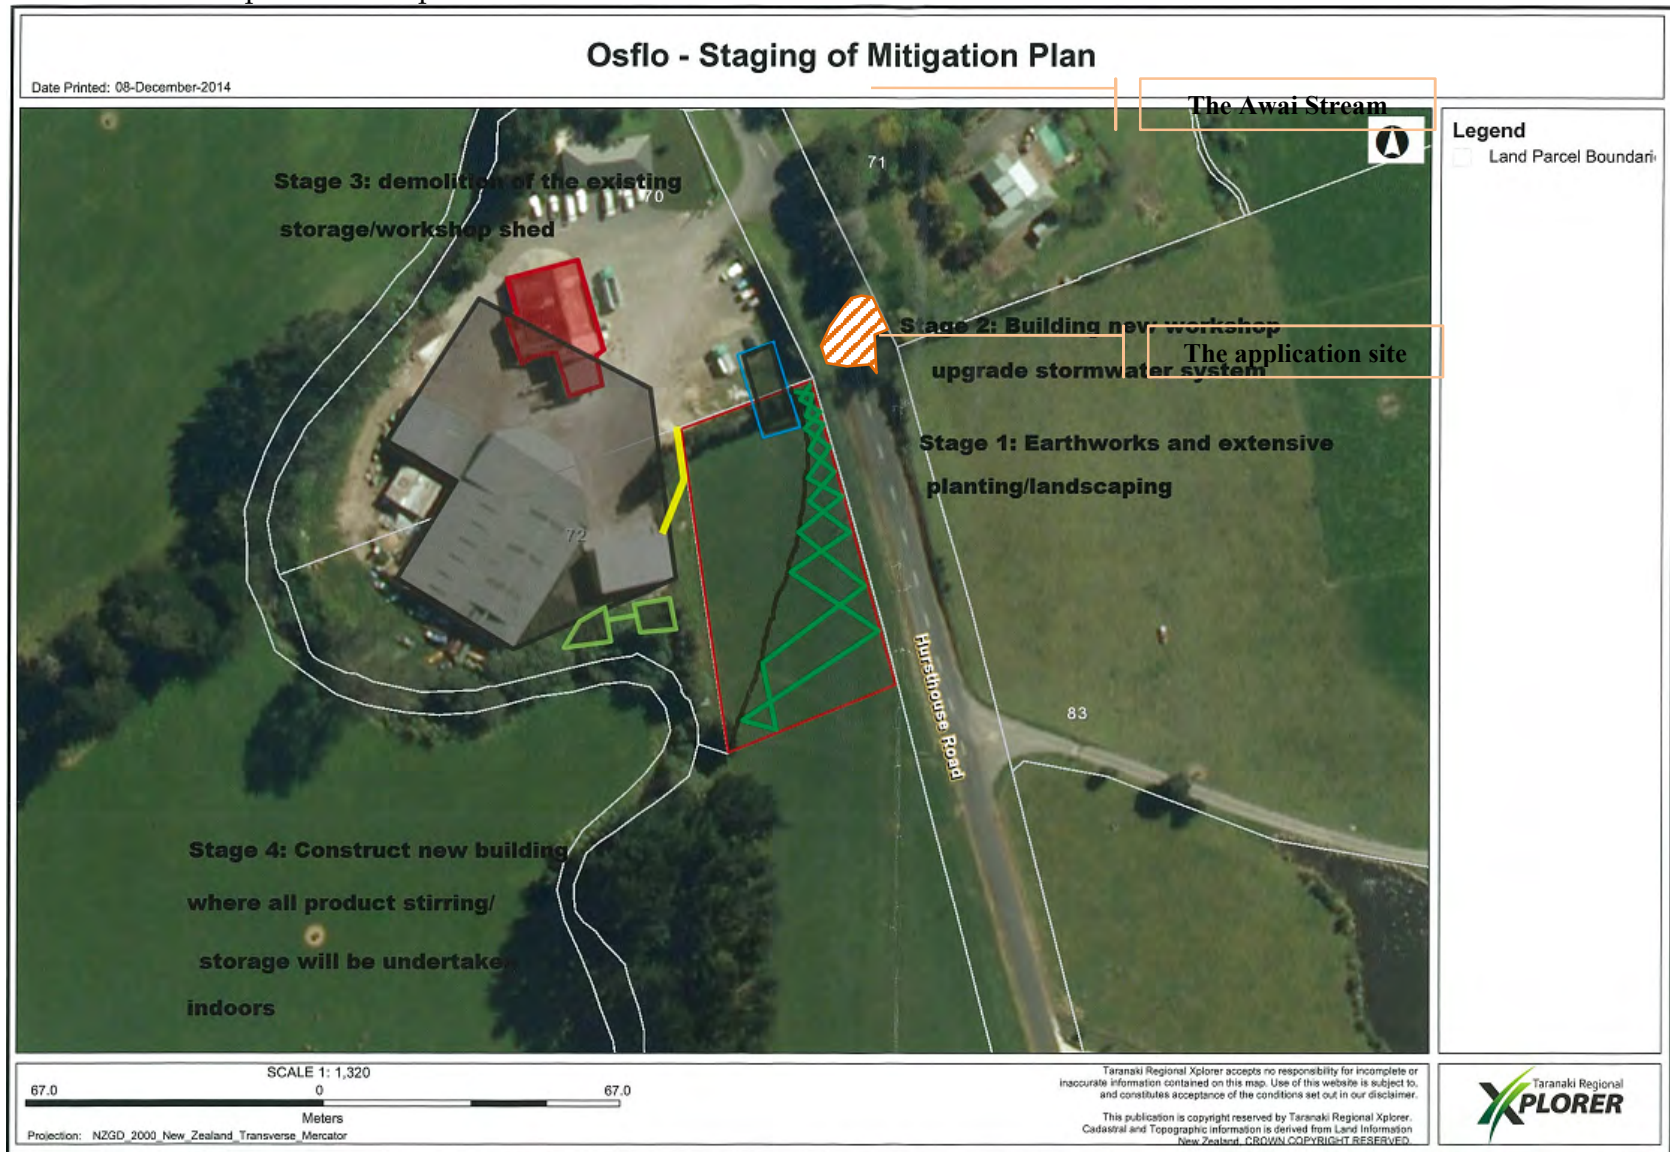 Osflo - Staging of Mitigation Plan
Date Printed: 08-December-2014
The Awai Stream
Legend
Land Parcel Boundari
71
Stage 3: demolition of the existing
70
storage/workshop shed
Stage 2: Building new workshop
The application site
upgrade stormwater system
Stage 1: Earthworks and extensive
planting/landscaping
72
Hursthouse Road
83
Stage 4: Construct new building
where all product stirring/
storage will be undertaken
indoors
SCALE 1: 1,320
67.0 0 67.0
Meters
Projection: NZGD_2000_New_Zealand_Transverse_Mercator
Taranaki Regional Xplorer accepts no responsibility for incomplete or
inaccurate information contained on this map. Use of this website is subject to,
and constitutes acceptance of the conditions set out in our disclaimer.
This publication is copyright reserved by Taranaki Regional Xplorer.
Cadastral and Topographic information is derived from Land Information
New Zealand. CROWN COPYRIGHT RESERVED.
Taranaki Regional
XPLORER